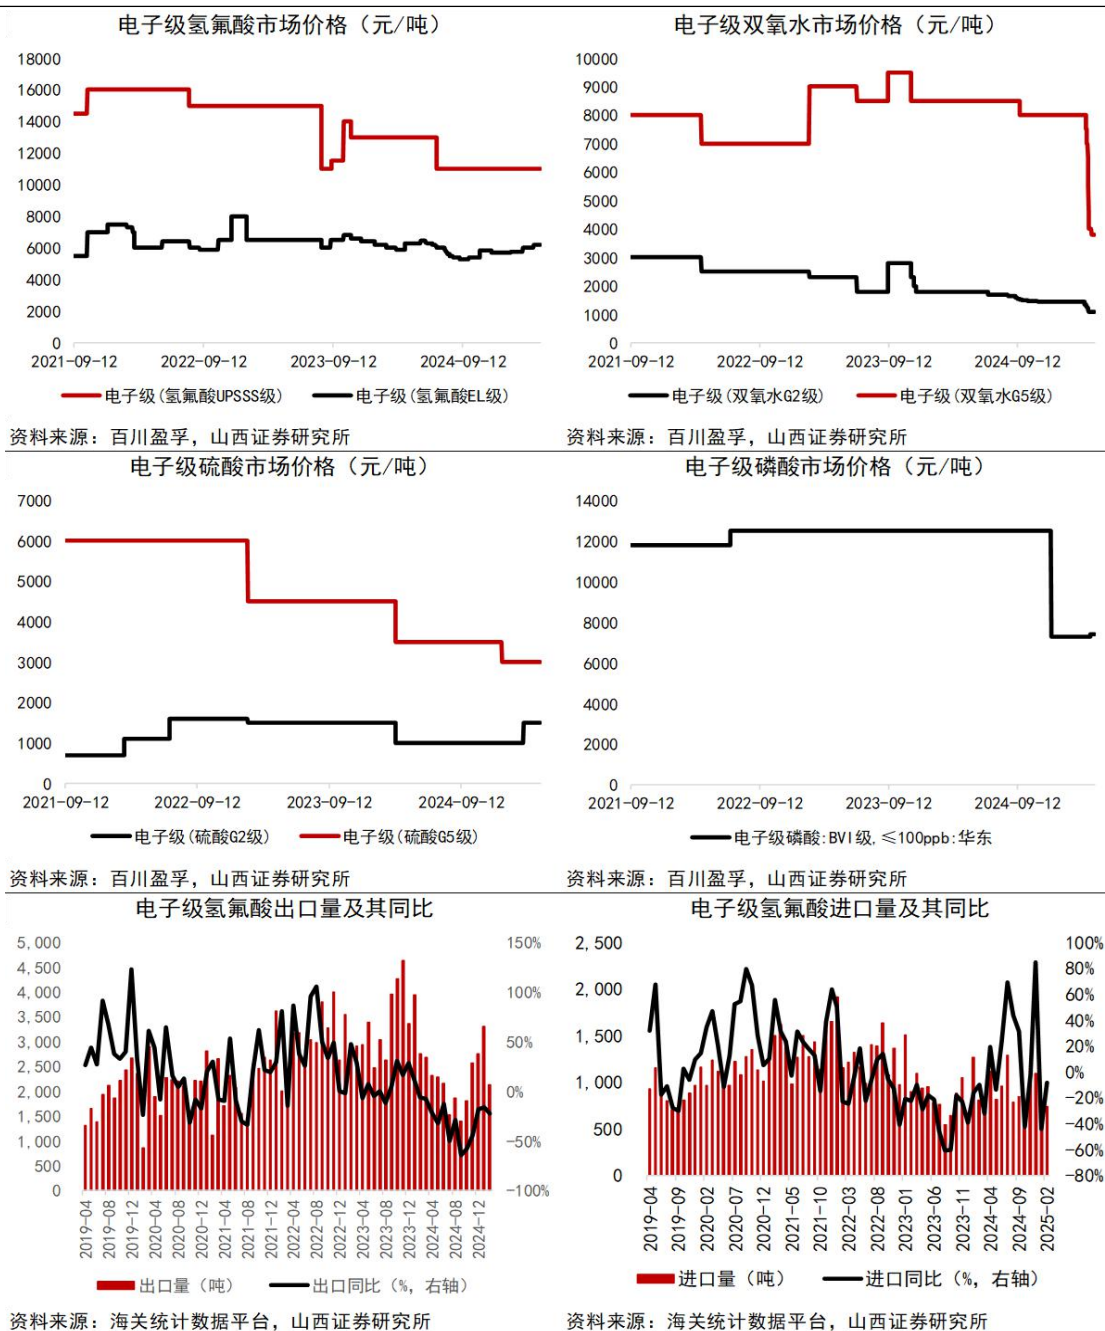 电子级氢氟酸市场价格（元/吨）
18000
16000
14000
12000
10000
8000
6000
4000
2000
0
2021-09-12 2022-09-12 2023-09-12 2024-09-12
电子级(氢氟酸UPSSS级) 电子级(氢氟酸EL级)
资料来源：百川盈孚，山西证券研究所
电子级双氧水市场价格（元/吨）
10000
9000
8000
7000
6000
5000
4000
3000
2000
1000
0
2021-09-12 2022-09-12 2023-09-12 2024-09-12
电子级(双氧水G2级) 电子级(双氧水G5级)
资料来源：百川盈孚，山西证券研究所
电子级硫酸市场价格（元/吨）
7000
6000
5000
4000
3000
2000
1000
0
2021-09-12 2022-09-12 2023-09-12 2024-09-12
电子级(硫酸G2级) 电子级(硫酸G5级)
资料来源：百川盈孚，山西证券研究所
电子级磷酸市场价格（元/吨）
14000
12000
10000
8000
6000
4000
2000
0
2021-09-12 2022-09-12 2023-09-12 2024-09-12
电子级磷酸:BVI级,≤100ppb:华东
资料来源：百川盈孚，山西证券研究所
电子级氢氟酸出口量及其同比
5,000 150%
4,500
4,000 100%
3,500
3,000 50%
2,500
2,000 0%
1,500
1,000 -50%
500
0 -100%
2019-04 2019-08 2019-12 2020-04 2020-08 2020-12 2021-04 2021-08 2021-12 2022-04 2022-08 2022-12 2023-04 2023-08 2023-12 2024-04 2024-08 2024-12
出口量（吨） 出口同比（%，右轴）
资料来源：海关统计数据平台，山西证券研究所
电子级氢氟酸进口量及其同比
2,500 100%
80%
2,000 60%
40%
1,500 20%
0%
1,000 -20%
500 -40%
-60%
0 -80%
2019-04 2019-09 2020-02 2020-07 2020-12 2021-05 2021-10 2022-03 2022-08 2023-01 2023-06 2023-11 2024-04 2024-09 2025-02
进口量（吨） 进口同比（%，右轴）
资料来源：海关统计数据平台，山西证券研究所